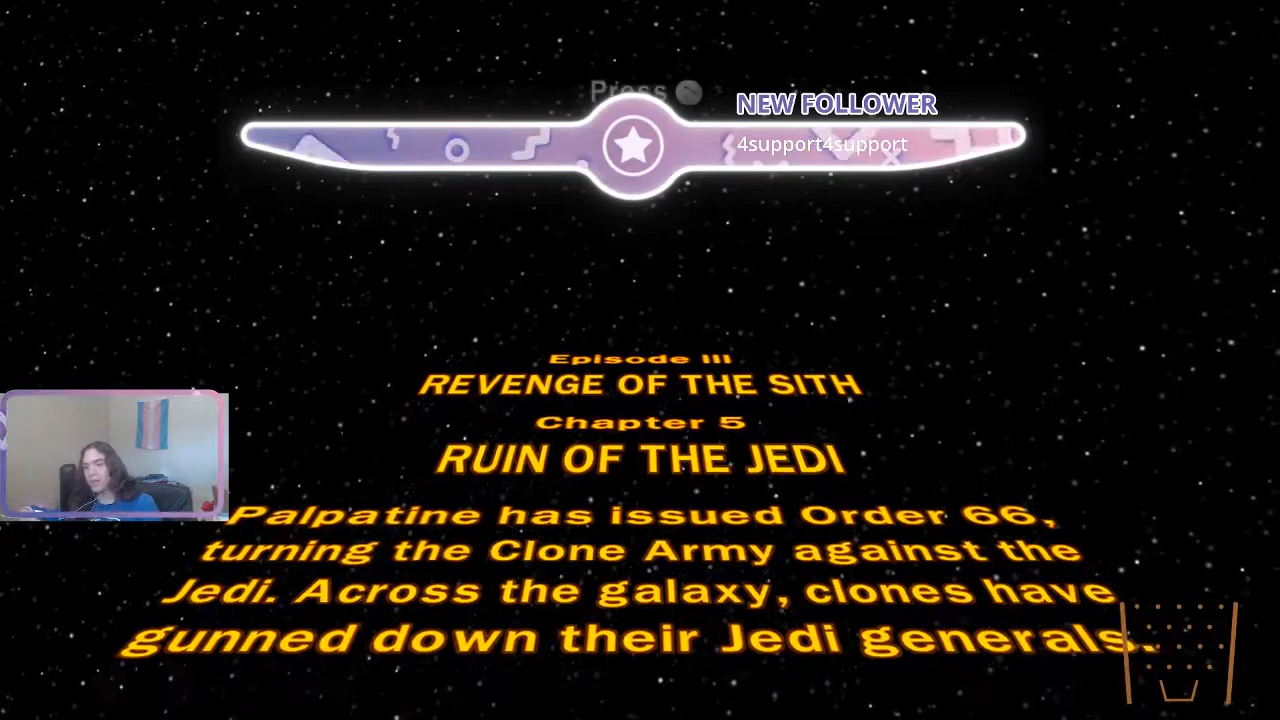 Press
NEW FOLLOWER
4support4support
Episode III
REVENGE OF THE SITH
Chapter 5
RUIN OF THE JEDI
Palpatine has issued Order 66,
turning the Clone Army against the
Jedi. Across the galaxy, clones have
gunned down their Jedi generals.